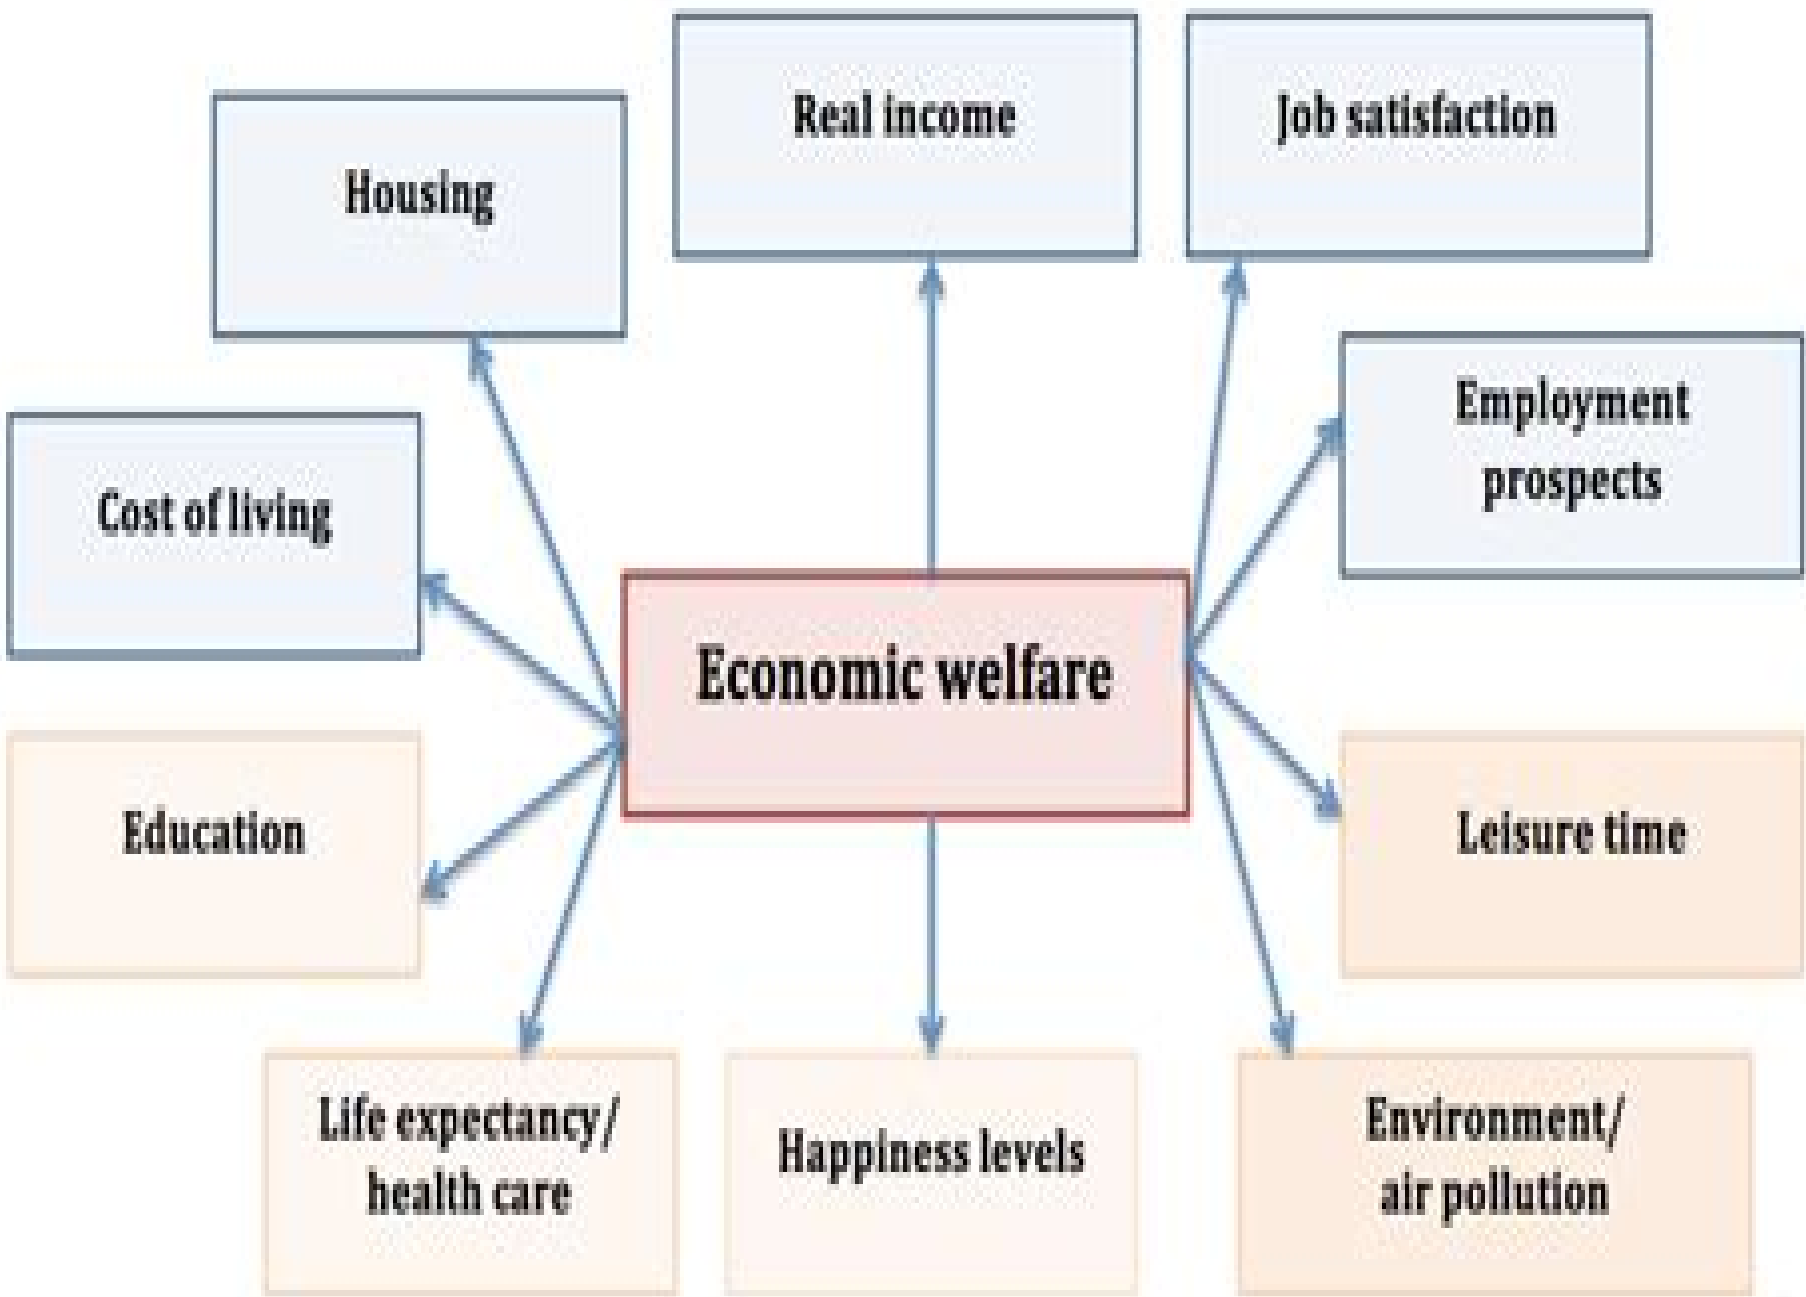 Real income
Job satisfaction
Housing
Employment
prospects
Cost of living
Economic welfare
Education
Leisure time
Life expectancy/
health care
Happiness levels
Environment/
air pollution